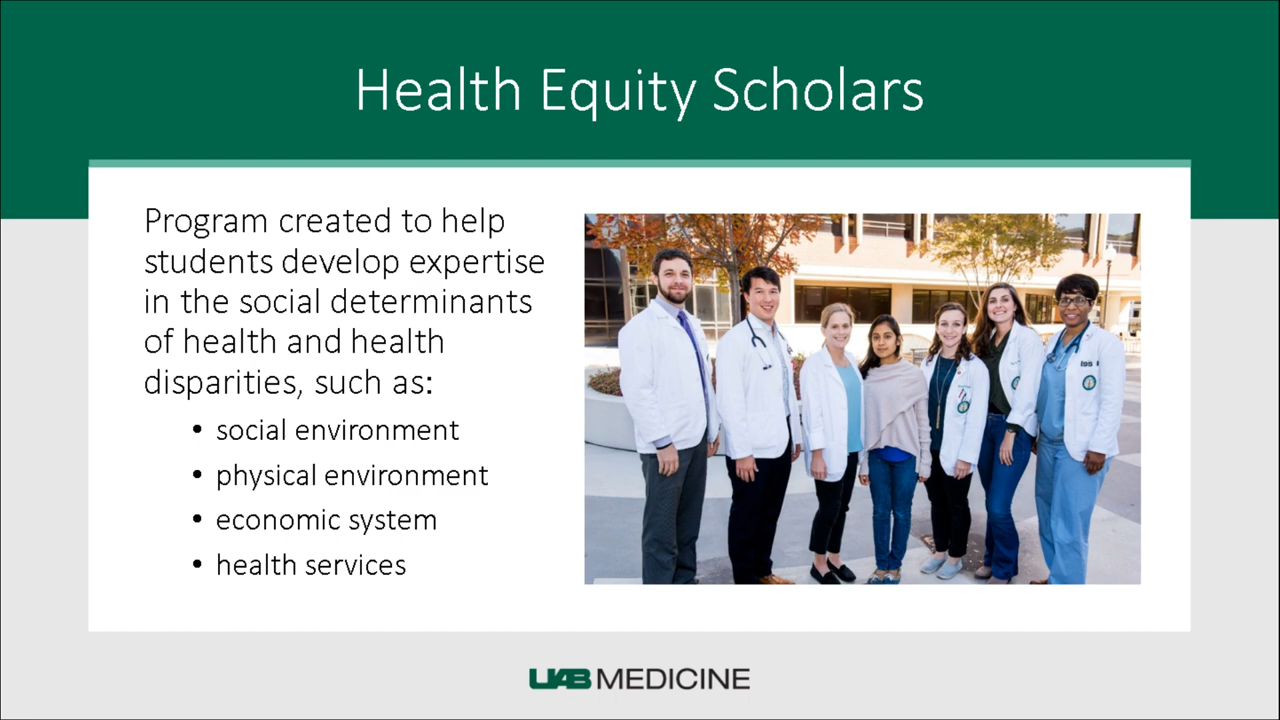 Health Equity Scholars
Program created to help
students develop expertise
in the social determinants
of health and health
disparities, such as:
• social environment
• physical environment
• economic system
• health services
UAB MEDICINE